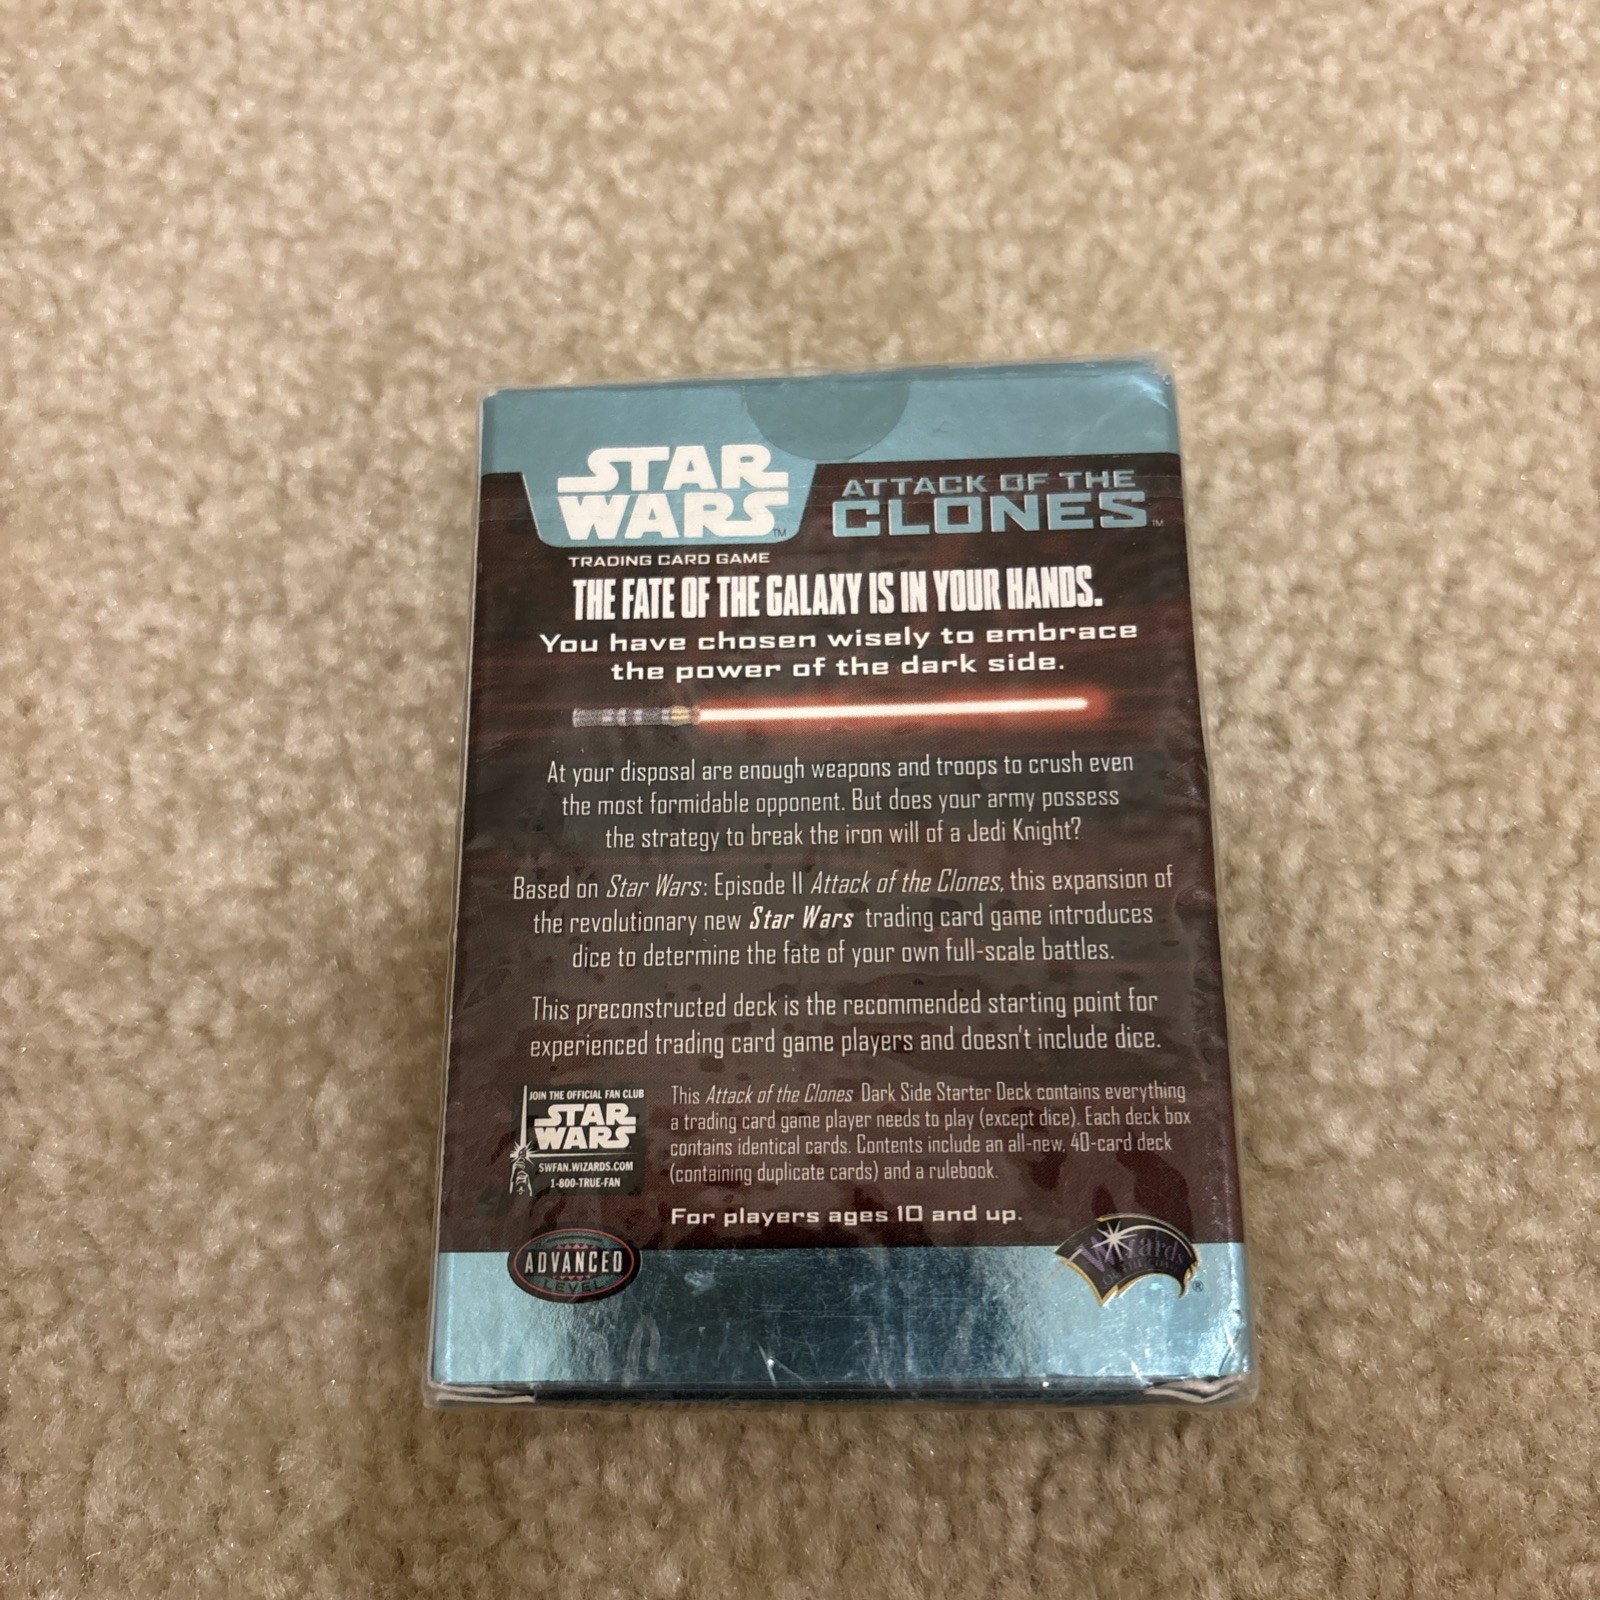 STAR
WARS™
ATTACK OF THE
CLONES™
TRADING CARD GAME
THE FATE OF THE GALAXY IS IN YOUR HANDS.
You have chosen wisely to embrace
the power of the dark side.
At your disposal are enough weapons and troops to crush even
the most formidable opponent. But does your army possess
the strategy to break the iron will of a Jedi Knight?
Based on Star Wars: Episode II Attack of the Clones, this expansion of
the revolutionary new Star Wars trading card game introduces
dice to determine the fate of your own full-scale battles.
This preconstructed deck is the recommended starting point for
experienced trading card game players and doesn't include dice.
JOIN THE OFFICIAL FAN CLUB
STAR
WARS
SWFAN.WIZARDS.COM
1-800-TRUE-FAN
This Attack of the Clones Dark Side Starter Deck contains everything
a trading card game player needs to play (except dice). Each deck box
contains identical cards. Contents include an all-new, 40-card deck
(containing duplicate cards) and a rulebook.
For players ages 10 and up.
ADVANCED
LEVEL
Wizards
OF THE COAST®